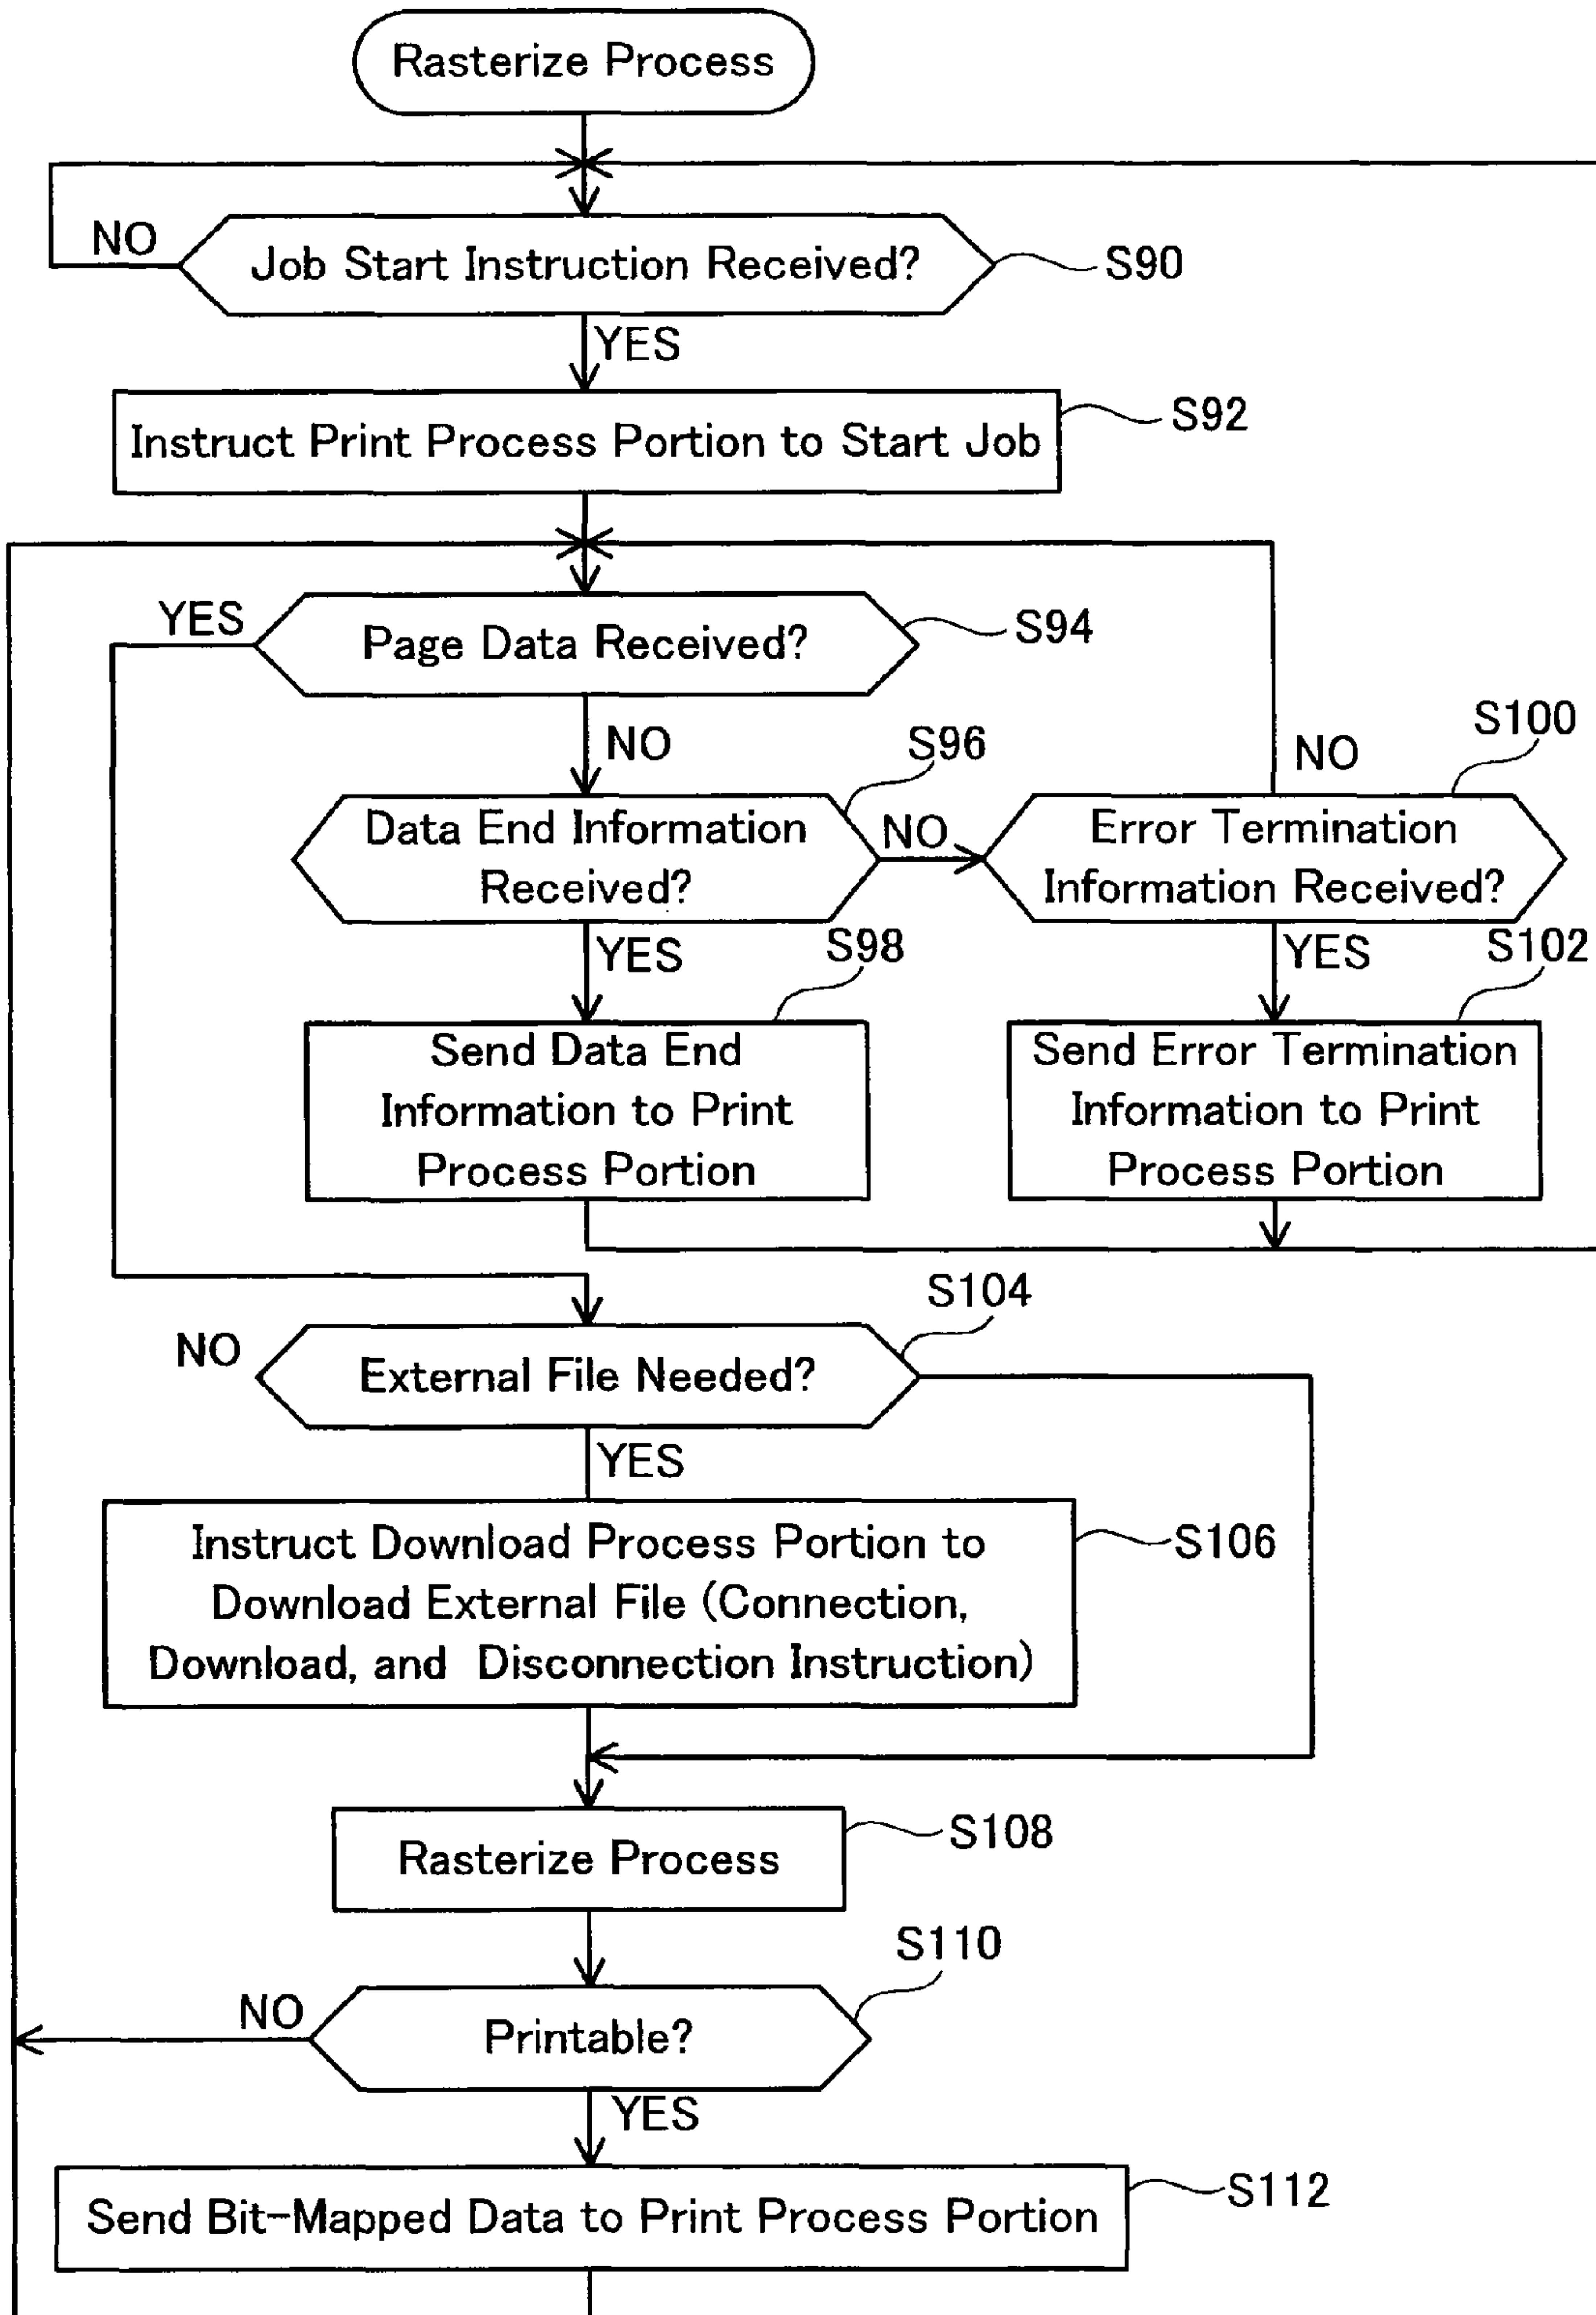 Rasterize Process
NO
Job Start Instruction Received?
S90
YES
Instruct Print Process Portion to Start Job
S92
YES
Page Data Received?
S94
NO
S96
NO
S100
Data End Information
Received?
NO
Error Termination
Information Received?
YES
S98
YES
S102
Send Data End
Information to Print
Process Portion
Send Error Termination
Information to Print
Process Portion
S104
NO
External File Needed?
YES
Instruct Download Process Portion to
Download External File (Connection,
Download, and Disconnection Instruction)
S106
Rasterize Process
S108
S110
NO
Printable?
YES
Send Bit-Mapped Data to Print Process Portion
S112